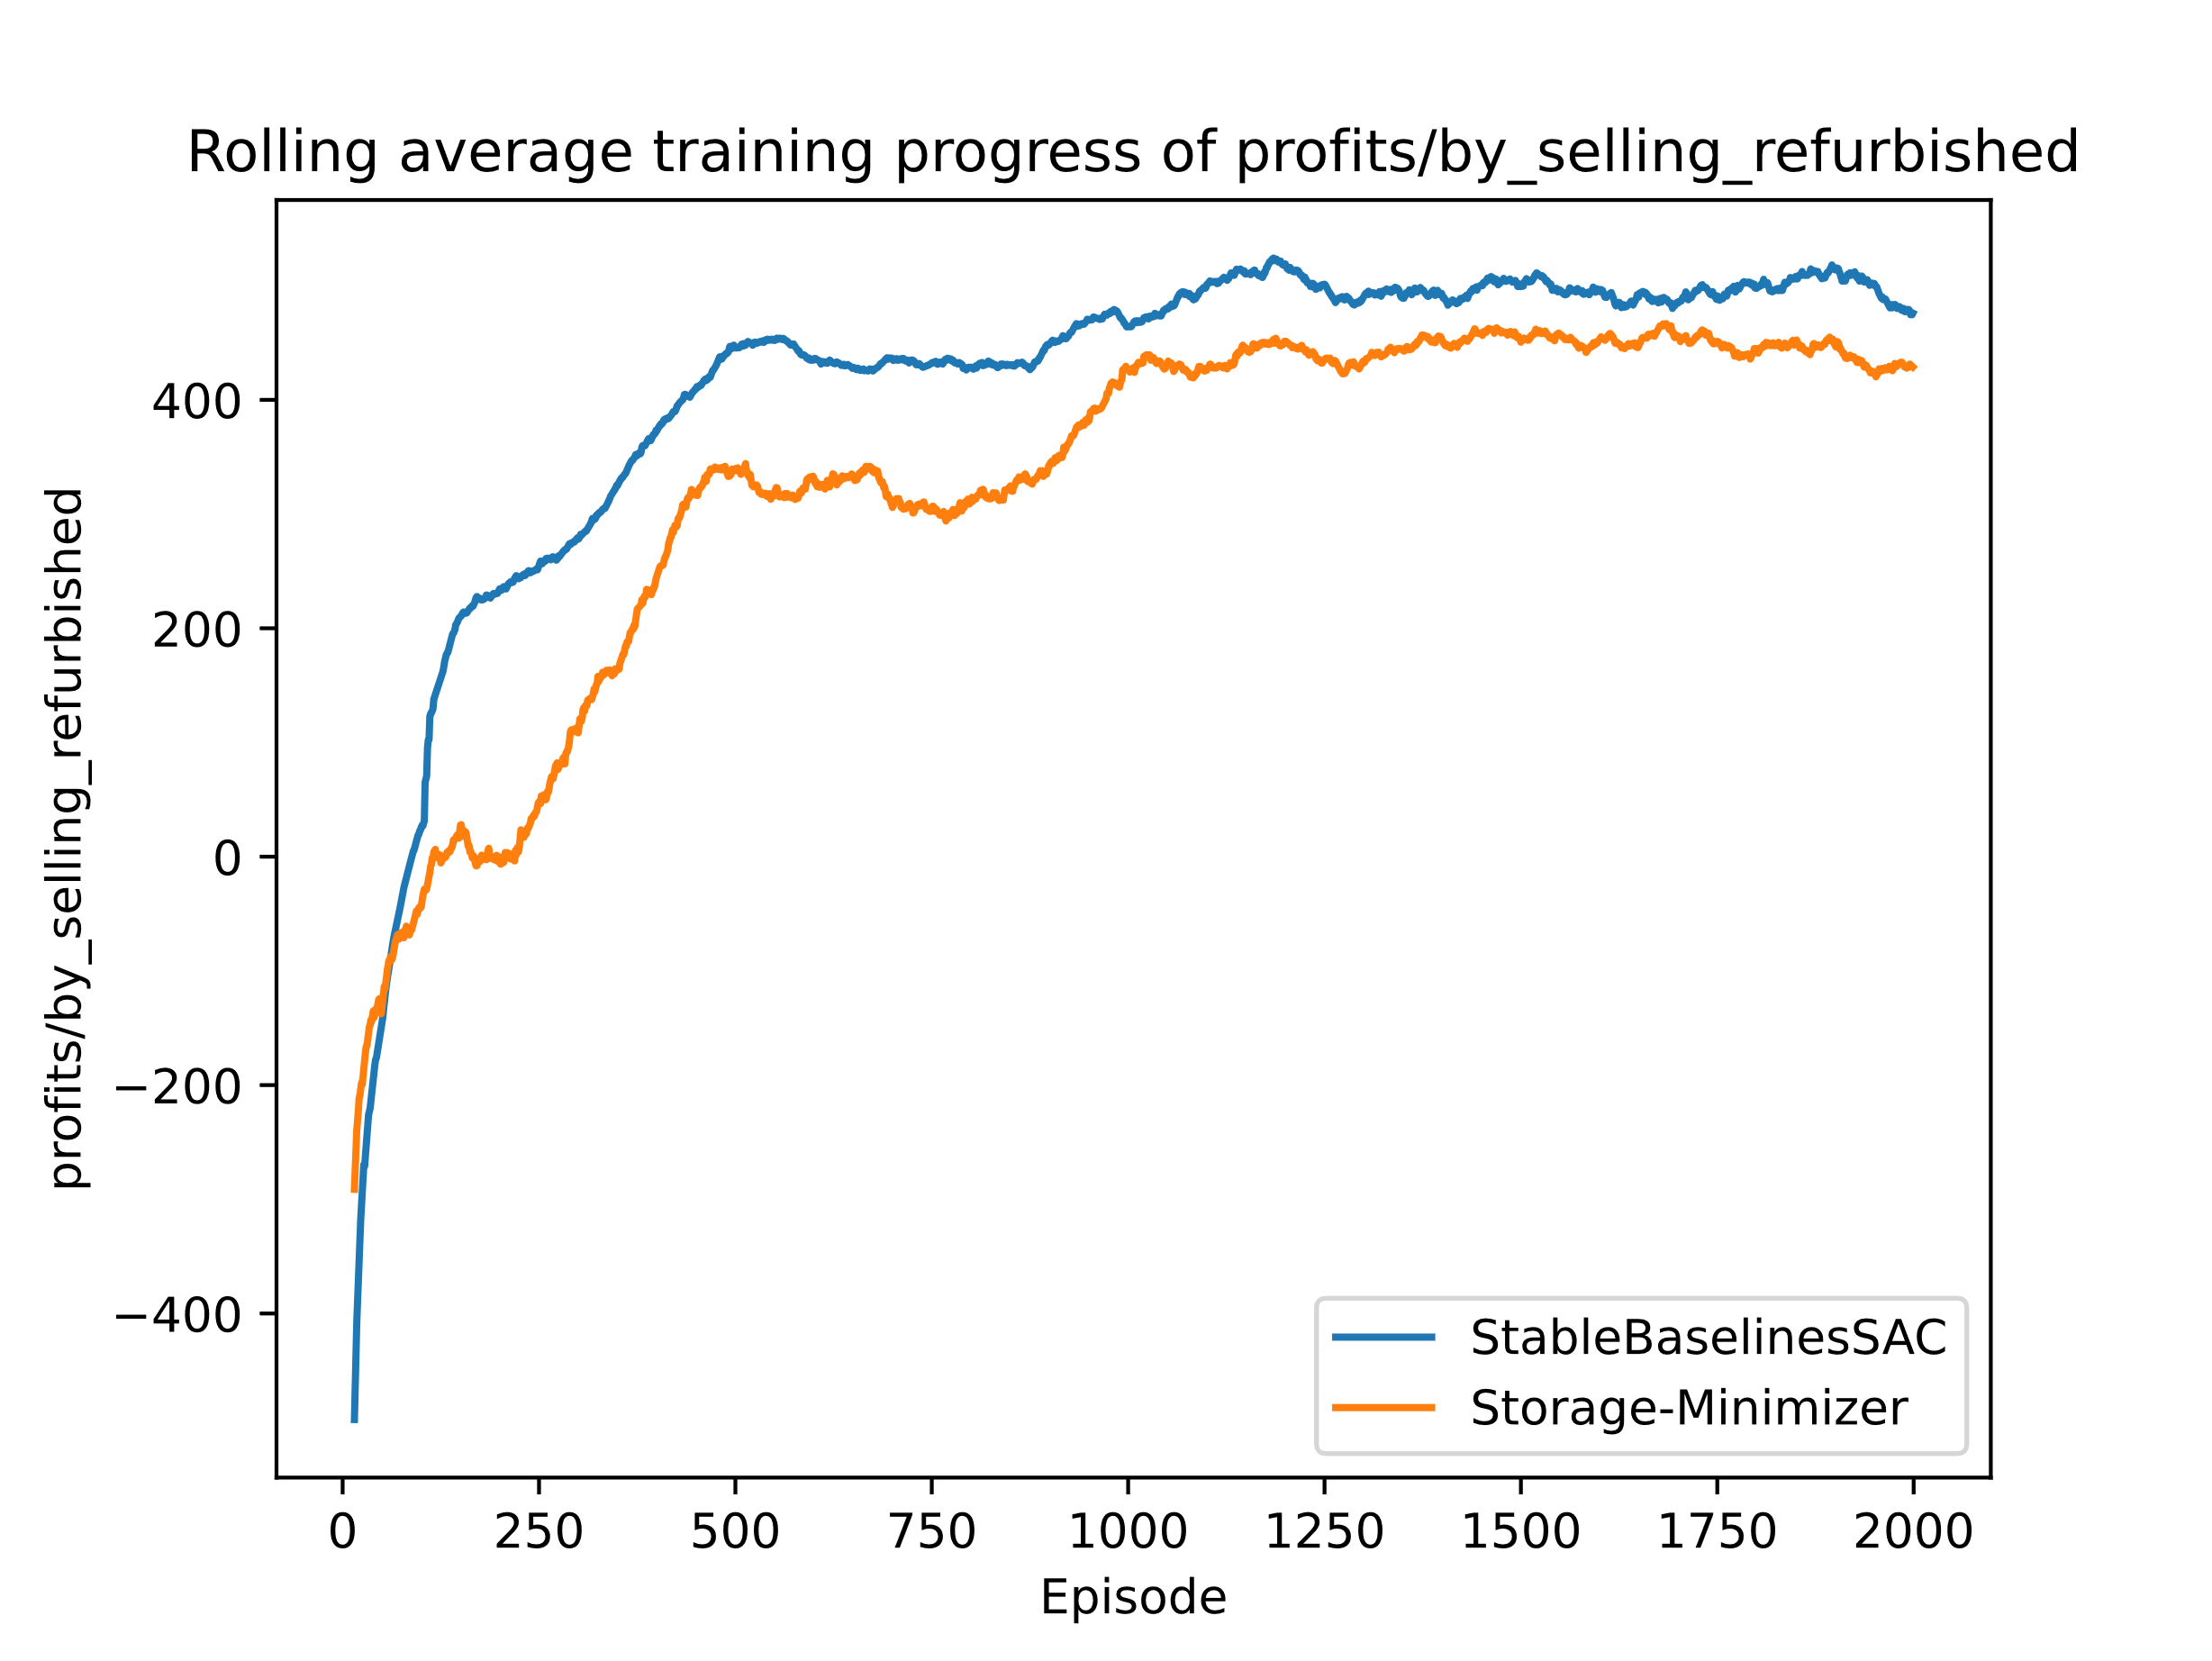 Rolling average training progress of profits/by_selling_refurbished
profits/by_selling_refurbished
400
200
0
−200
−400
StableBaselinesSAC
Storage-Minimizer
0 250 500 750 1000 1250 1500 1750 2000
Episode